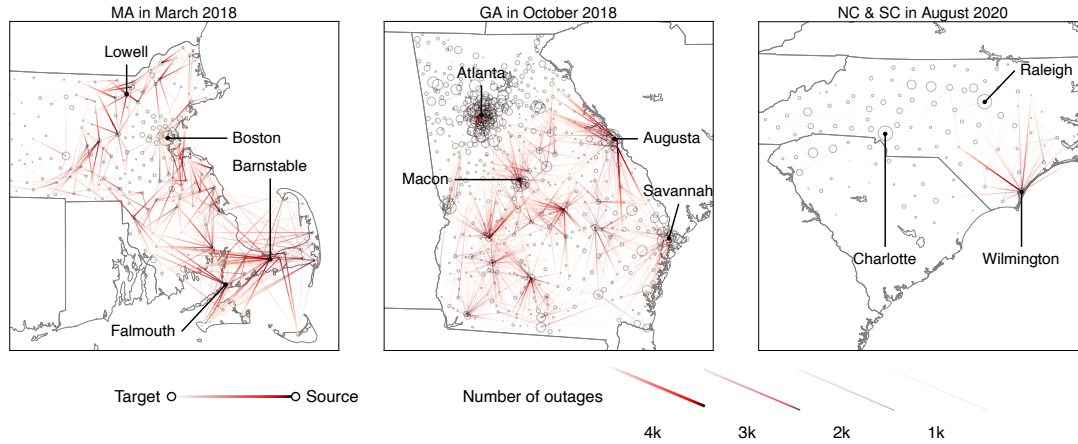 MA in March 2018
GA in October 2018
NC & SC in August 2020
Lowell
Boston
Barnstable
Falmouth
Atlanta
Augusta
Macon
Savannah
Raleigh
Charlotte
Wilmington
Target
Source
Number of outages
4k
3k
2k
1k